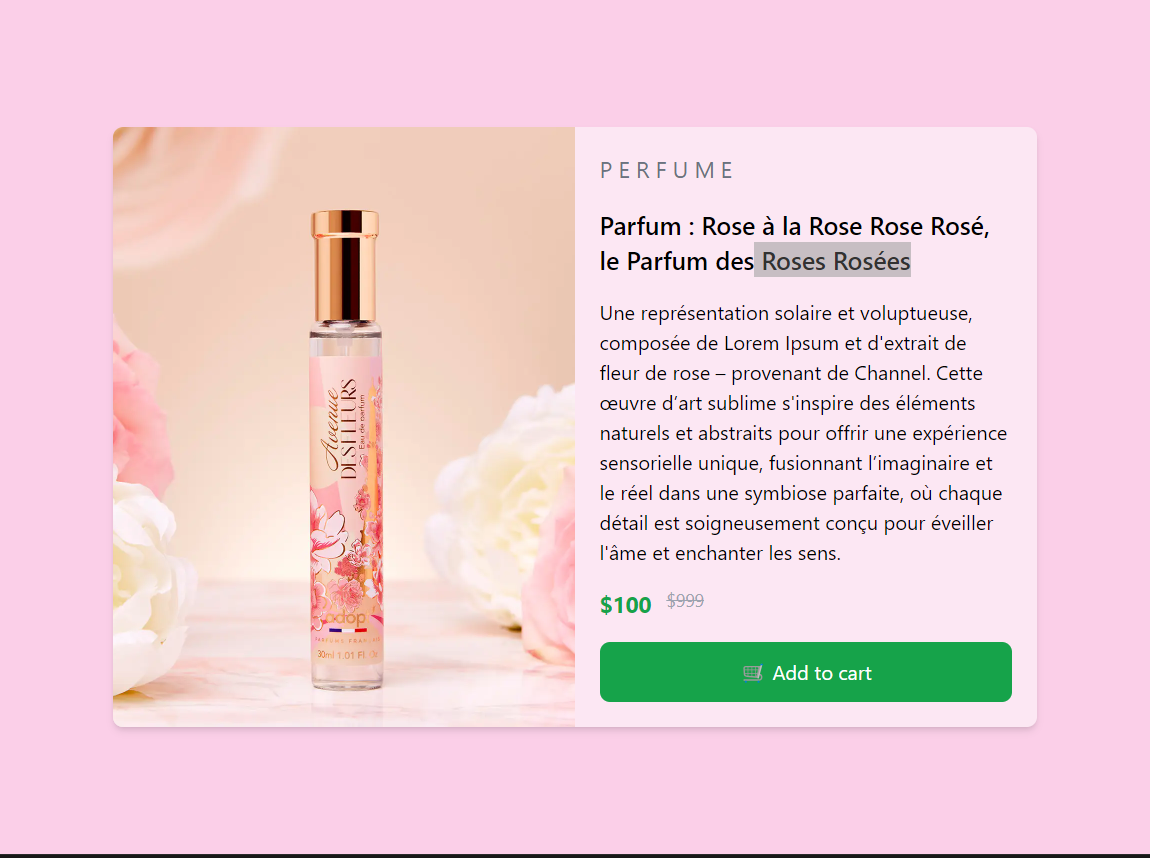 PERFUME
Parfum : Rose à la Rose Rose Rosé,
le Parfum des Roses Rosées
Une représentation solaire et voluptueuse,
composée de Lorem Ipsum et d'extrait de
fleur de rose – provenant de Channel. Cette
œuvre d’art sublime s'inspire des éléments
naturels et abstraits pour offrir une expérience
sensorielle unique, fusionnant l’imaginaire et
le réel dans une symbiose parfaite, où chaque
détail est soigneusement conçu pour éveiller
l'âme et enchanter les sens.
$100 $999
Add to cart
Avenue
DES FLEURS
Eau de parfum
adop
30ml 1.01 Fl.